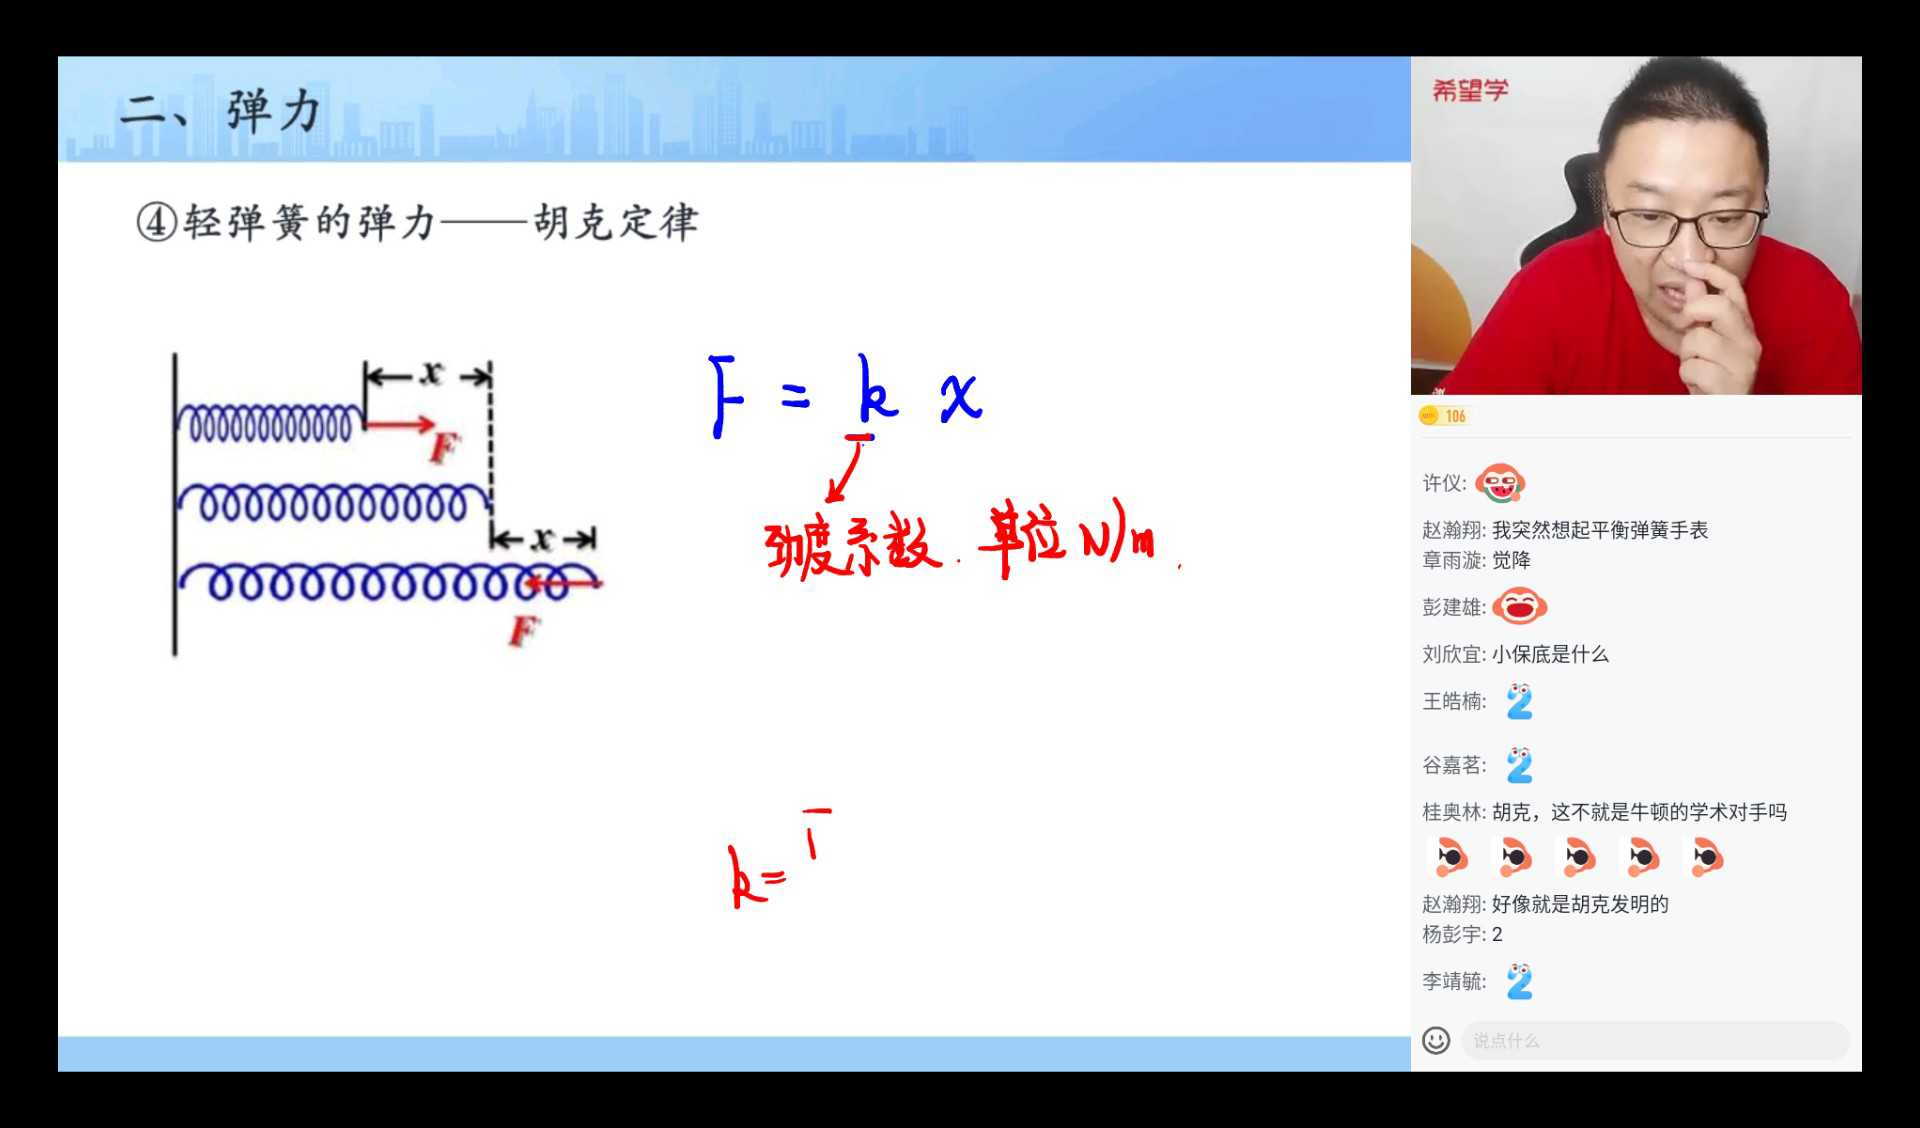 二、弹力
④轻弹簧的弹力——胡克定律
x
F
x
F
F = k x
劲度系数. 单位 N/m.
k=
希望学
106
许仪:
赵瀚翔: 我突然想起平衡弹簧手表
章雨漩: 觉降
彭建雄:
刘欣宜: 小保底是什么
王皓楠: 2
谷嘉茗: 2
桂奥林: 胡克，这不就是牛顿的学术对手吗
赵瀚翔: 好像就是胡克发明的
杨彭宇: 2
李靖毓: 2
说点什么